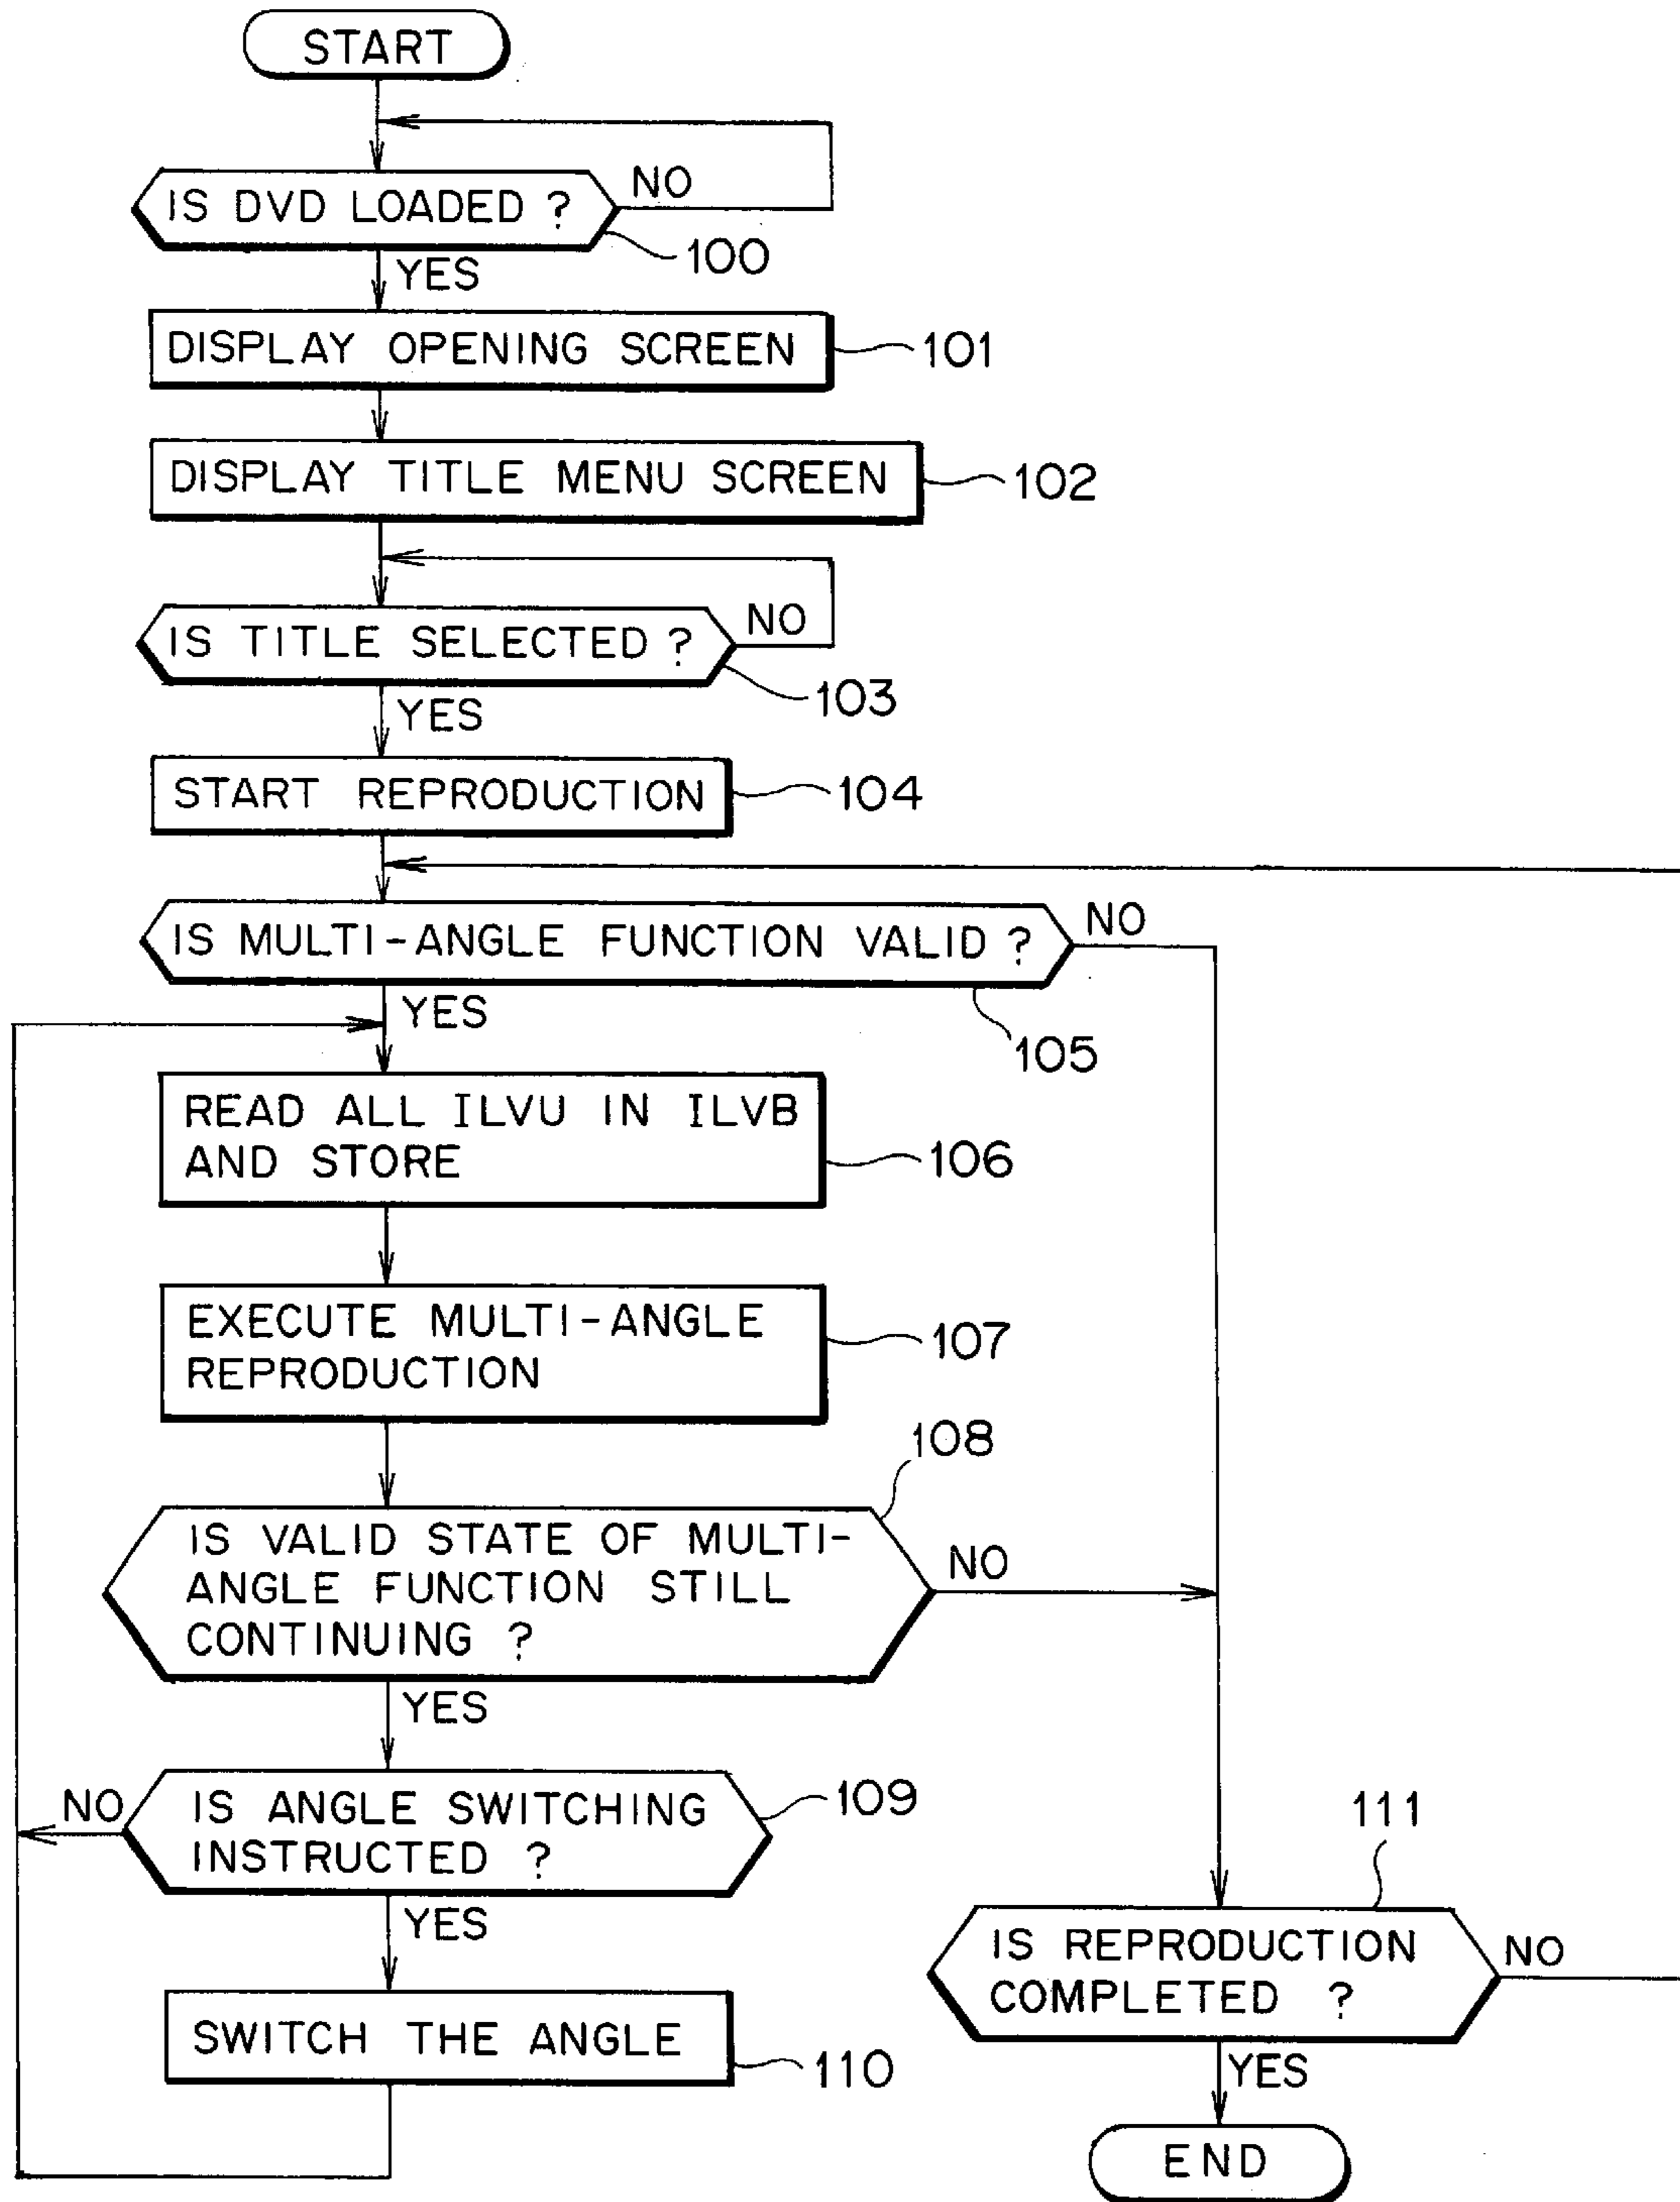 START
IS DVD LOADED ?
NO
100
YES
DISPLAY OPENING SCREEN
101
DISPLAY TITLE MENU SCREEN
102
IS TITLE SELECTED ?
NO
103
YES
START REPRODUCTION
104
IS MULTI-ANGLE FUNCTION VALID ?
NO
105
YES
READ ALL ILVU IN ILVB
AND STORE
106
EXECUTE MULTI-ANGLE
REPRODUCTION
107
108
IS VALID STATE OF MULTI-
ANGLE FUNCTION STILL
CONTINUING ?
NO
YES
NO
IS ANGLE SWITCHING
INSTRUCTED ?
109
YES
SWITCH THE ANGLE
110
111
IS REPRODUCTION
COMPLETED ?
NO
YES
END